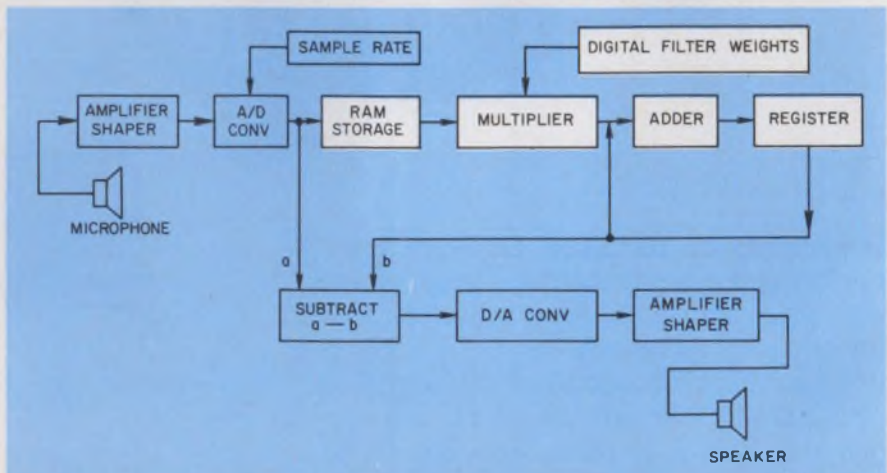 SAMPLE RATE
DIGITAL FILTER WEIGHTS
AMPLIFIER
SHAPER
A/D
CONV
RAM
STORAGE
MULTIPLIER
ADDER
REGISTER
MICROPHONE
a
b
SUBTRACT
a — b
D/A CONV
AMPLIFIER
SHAPER
SPEAKER